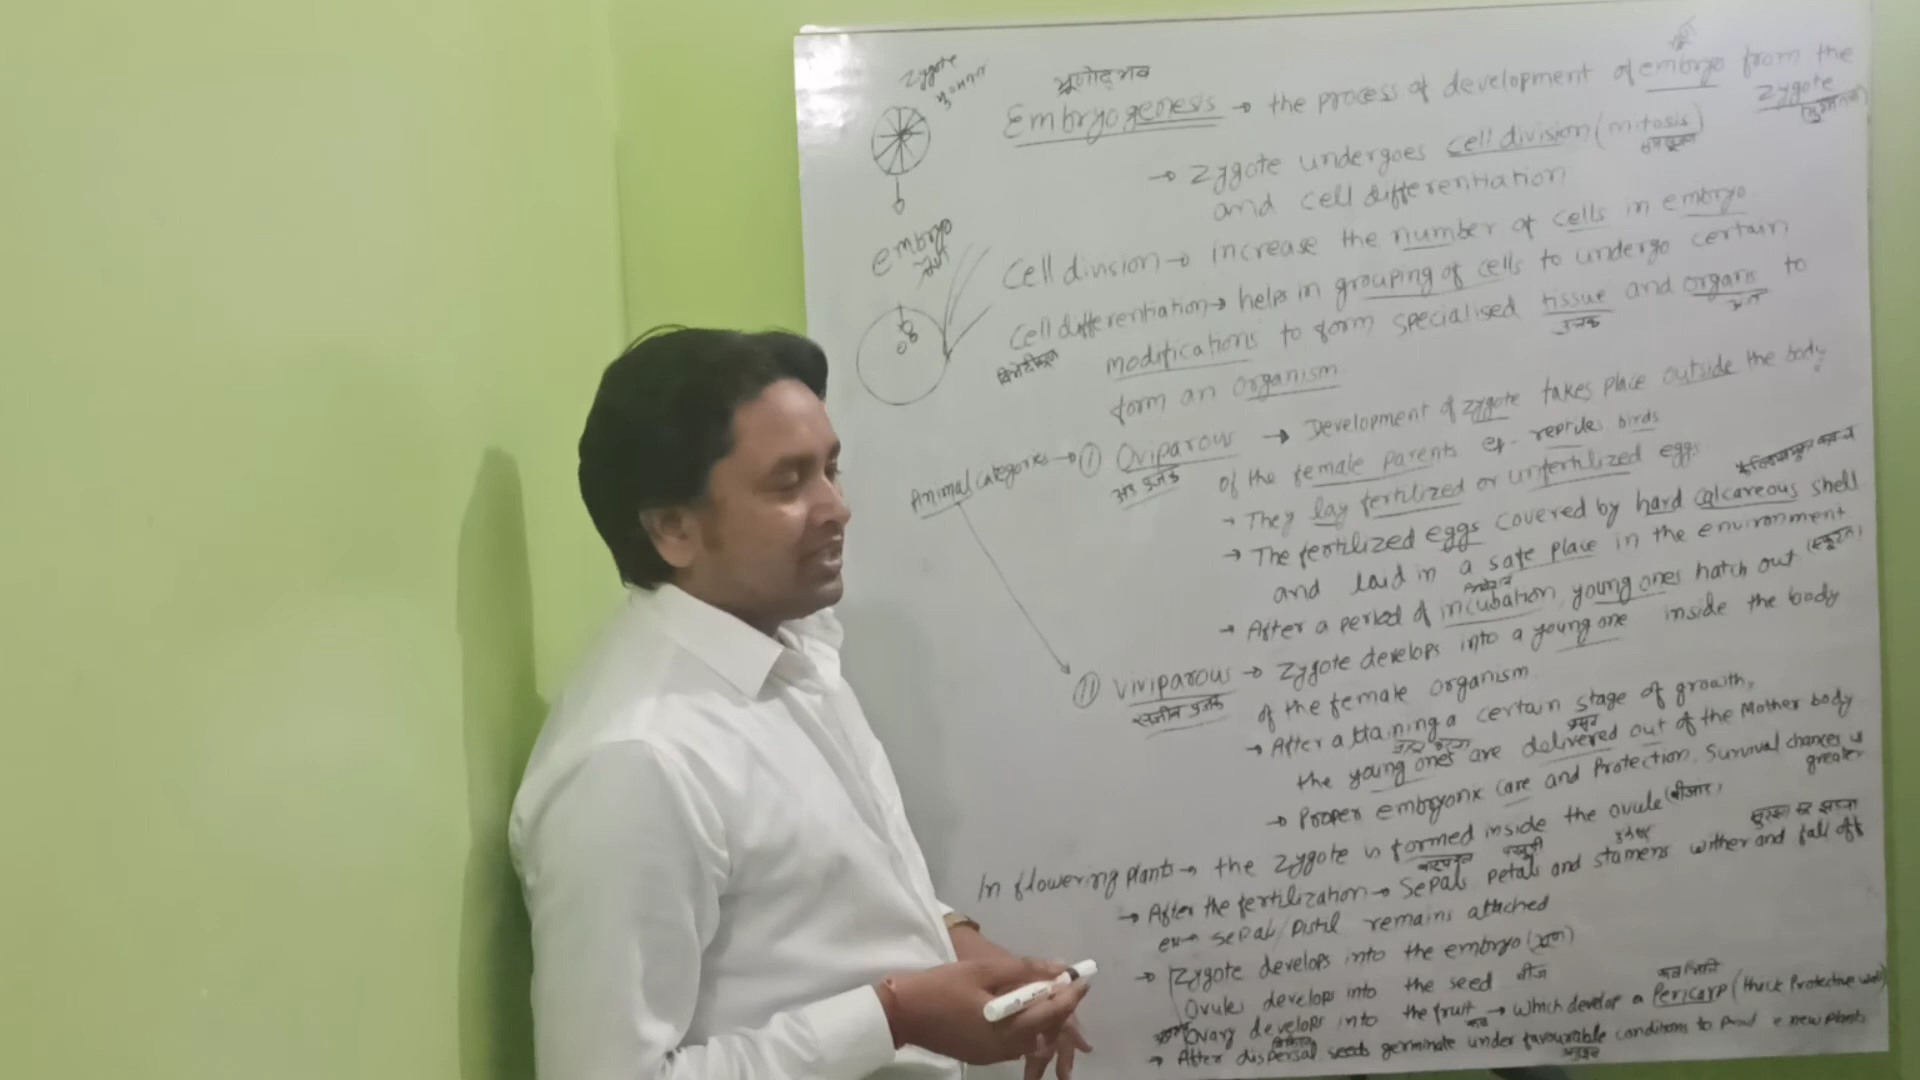 zygote
युग्मनज
embryo
भ्रूण
भ्रूणोद्भव
Embryogenesis → the process of development of embryo from the
zygote
→ Zygote undergoes cell division (mitosis)
and cell differentiation
Cell division → increase the number of cells in embryo
Cell differentiation → helps in grouping of cells to undergo certain
modifications to form specialised tissue and organs to
ऊतक अंग
form an organism
Animal categories → (I) Oviparous → Development of zygote takes place outside the body
of the female parents eg- reptiles birds
→ They lay fertilized or unfertilized eggs
→ The fertilized eggs covered by hard calcareous shell
and laid in a safe place in the environment
→ After a period of incubation, young ones hatch out
(II) Viviparous → Zygote develops into a young one inside the body
of the female organism
→ After attaining a certain stage of growth,
प्रसव
the young ones are delivered out of the Mother body
→ Proper embryonic care and Protection, Survival chances is
greater
In flowering plants → the zygote is formed inside the ovule
→ After the fertilization → Sepals, petals and stamens wither and fall off
Sepal/Pistil remains attached
→ Zygote develops into the embryo (भ्रूण)
Ovule develops into the seed बीज
Ovary develops into the fruit → which develop a Pericarp (thick Protective wall)
फल
→ After dispersal seeds germinate under favourable conditions to new plants